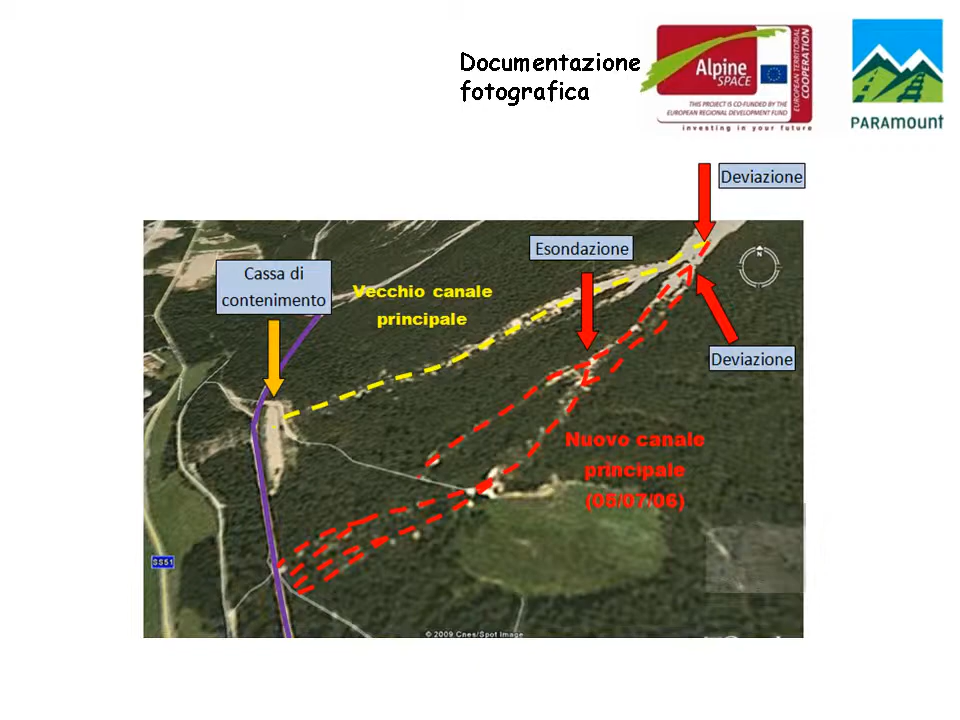 Documentazione
fotografica
Alpine
SPACE
EUROPEAN TERRITORIAL
COOPERATION
THIS PROJECT IS CO-FUNDED BY THE
EUROPEAN REGIONAL DEVELOPMENT FUND
investing in your future
PARAmount
Deviazione
Esondazione
N
Cassa di
contenimento
Vecchio canale
principale
Deviazione
Nuovo canale
principale
(05/07/06)
SS51
© 2009 Cnes/Spot Image